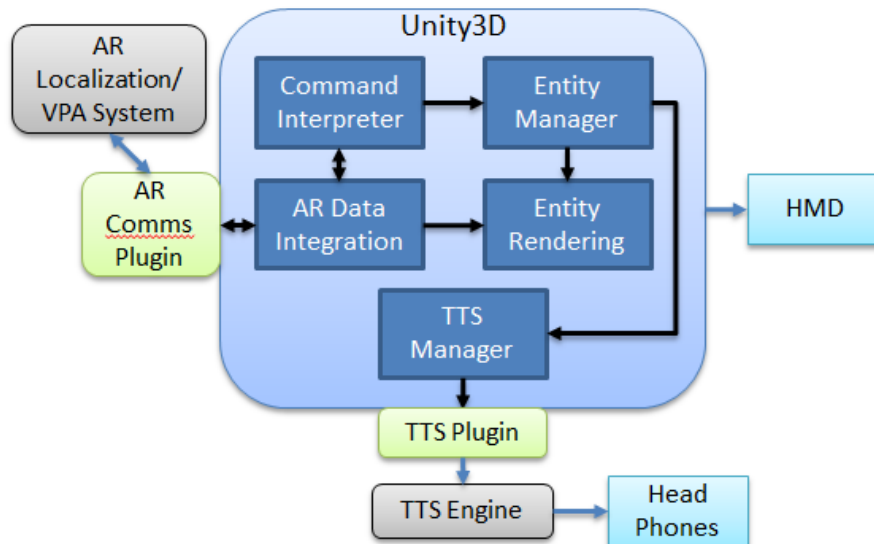 Unity3D
AR
Localization/
VPA System
Command
Interpreter
Entity
Manager
AR
Comms
Plugin
AR Data
Integration
Entity
Rendering
HMD
TTS
Manager
TTS Plugin
TTS Engine
Head
Phones